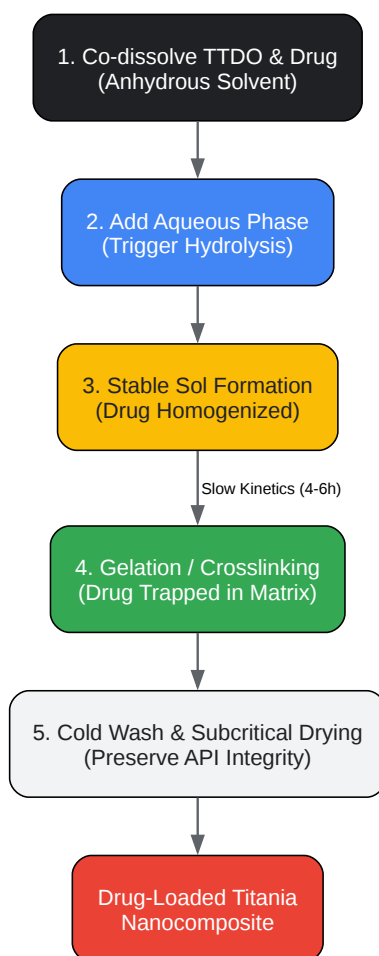 1. Co-dissolve TTDO & Drug
(Anhydrous Solvent)
2. Add Aqueous Phase
(Trigger Hydrolysis)
3. Stable Sol Formation
(Drug Homogenized)
Slow Kinetics (4-6h)
4. Gelation / Crosslinking
(Drug Trapped in Matrix)
5. Cold Wash & Subcritical Drying
(Preserve API Integrity)
Drug-Loaded Titania
Nanocomposite